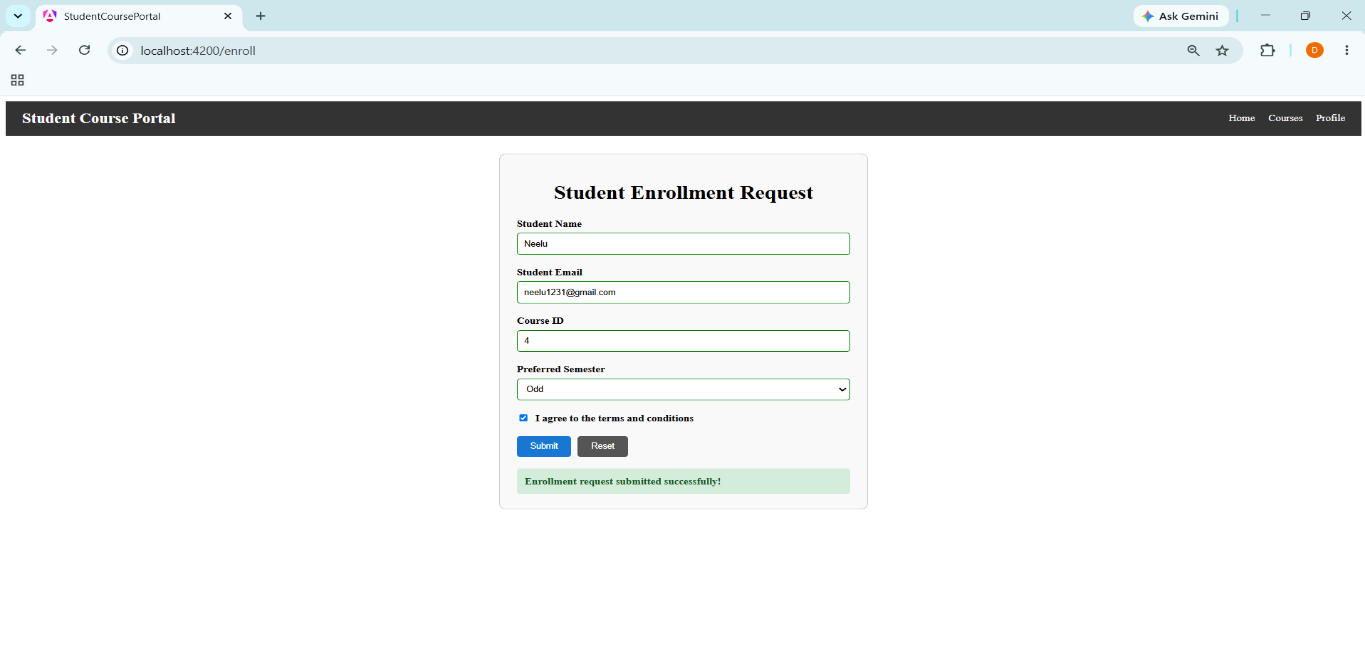 StudentCoursePortal
Ask Gemini
localhost:4200/enroll
D
Student Course Portal
Home Courses Profile
Student Enrollment Request
Student Name
Neelu
Student Email
neelu1231@gmail.com
Course ID
4
Preferred Semester
Odd
I agree to the terms and conditions
Submit Reset
Enrollment request submitted successfully!